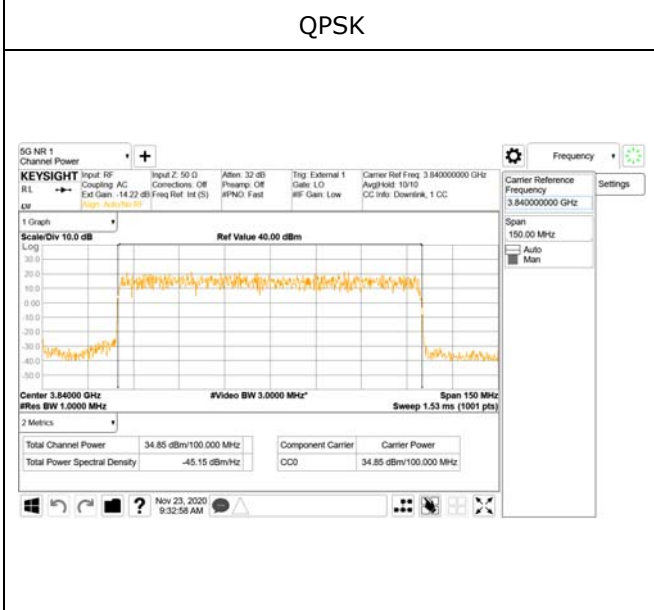 QPSK
5G NR 1
Channel Power
Frequency
KEYSIGHT
RL
Input: RF
Coupling: AC
Ext Gain: -14.22 dB
Align: Auto/No RF
Input Z: 50 Ω
Corrections: Off
Freq Ref: Int (S)
Atten: 32 dB
Preamp: Off
#PNO: Fast
Trig: External 1
Gate: LO
#IF Gain: Low
Carrier Ref Freq: 3.840000000 GHz
Avg|Hold: 10/10
CC Info: Downlink, 1 CC
Carrier Reference
Frequency
3.840000000 GHz
Settings
Span
150.00 MHz
Auto
Man
1 Graph
Scale/Div 10.0 dB
Ref Value 40.00 dBm
Log
30.0
20.0
10.0
0.00
-10.0
-20.0
-30.0
-40.0
-50.0
Center 3.84000 GHz
#Video BW 3.0000 MHz*
Span 150 MHz
#Res BW 1.0000 MHz
Sweep 1.53 ms (1001 pts)
2 Metrics
Total Channel Power 34.85 dBm/100.000 MHz
Total Power Spectral Density -45.15 dBm/Hz
Component Carrier Carrier Power
CC0 34.85 dBm/100.000 MHz
?
Nov 23, 2020
9:32:58 AM